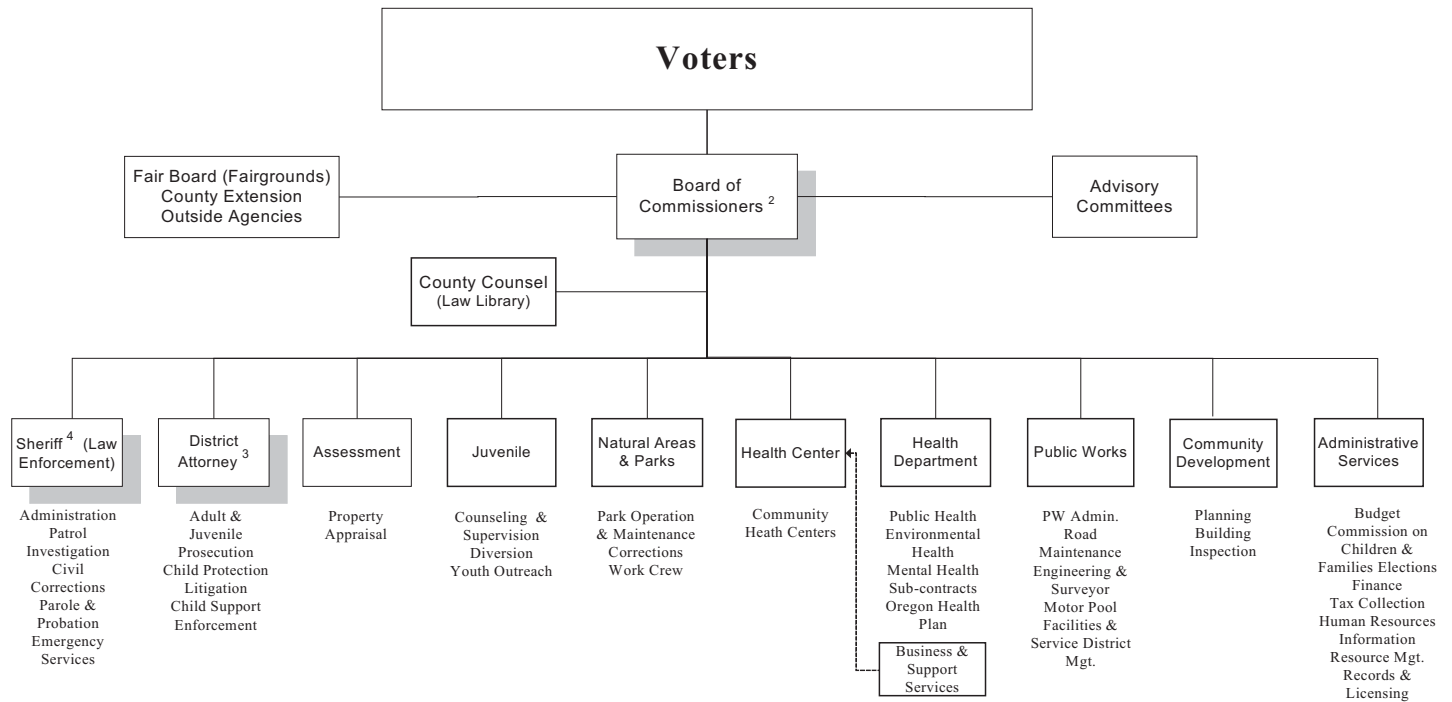 Voters
Fair Board (Fairgrounds)
County Extension
Outside Agencies
Board of
Commissioners 2
Advisory
Committees
County Counsel
(Law Library)
Sheriff 4 (Law
Enforcement)
Administration
Patrol
Investigation
Civil
Corrections
Parole &
Probation
Emergency
Services
District
Attorney 3
Adult &
Juvenile
Prosecution
Child Protection
Litigation
Child Support
Enforcement
Assessment
Property
Appraisal
Juvenile
Counseling &
Supervision
Diversion
Youth Outreach
Natural Areas
& Parks
Park Operation
& Maintenance
Corrections
Work Crew
Health Center
Community
Heath Centers
Health
Department
Public Health
Environmental
Health
Mental Health
Sub-contracts
Oregon Health
Plan
Business &
Support
Services
Public Works
PW Admin.
Road
Maintenance
Engineering &
Surveyor
Motor Pool
Facilities &
Service District
Mgt.
Community
Development
Planning
Building
Inspection
Administrative
Services
Budget
Commission on
Children &
Families Elections
Finance
Tax Collection
Human Resources
Information
Resource Mgt.
Records &
Licensing